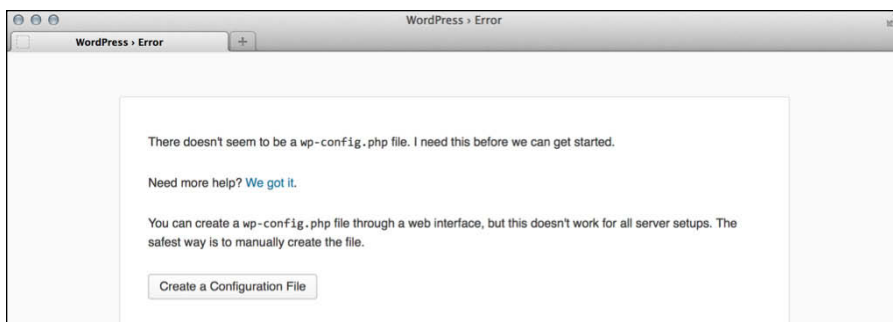 WordPress › Error
WordPress › Error
There doesn't seem to be a wp-config.php file. I need this before we can get started.
Need more help? We got it.
You can create a wp-config.php file through a web interface, but this doesn't work for all server setups. The
safest way is to manually create the file.
Create a Configuration File